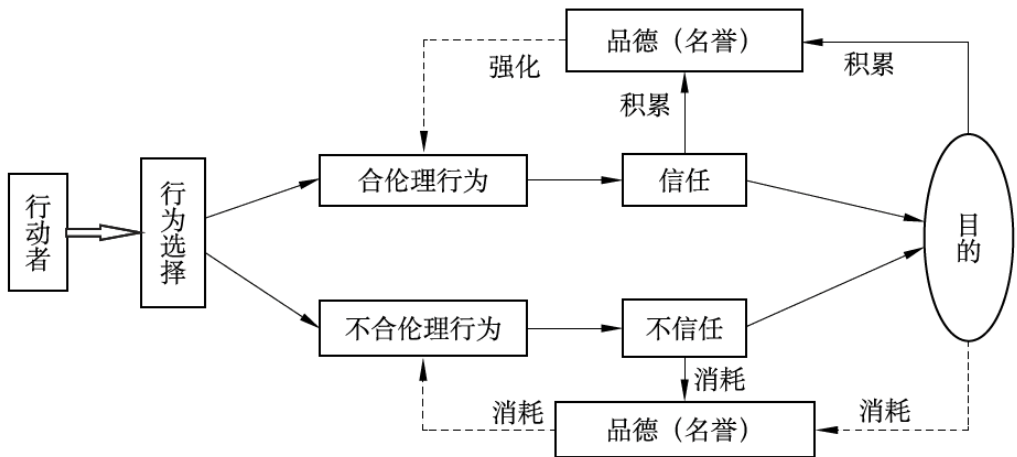 品德（名誉）
强化
积累
积累
合伦理行为
信任
行动者
行为选择
目的
不合伦理行为
不信任
消耗
消耗
消耗
品德（名誉）